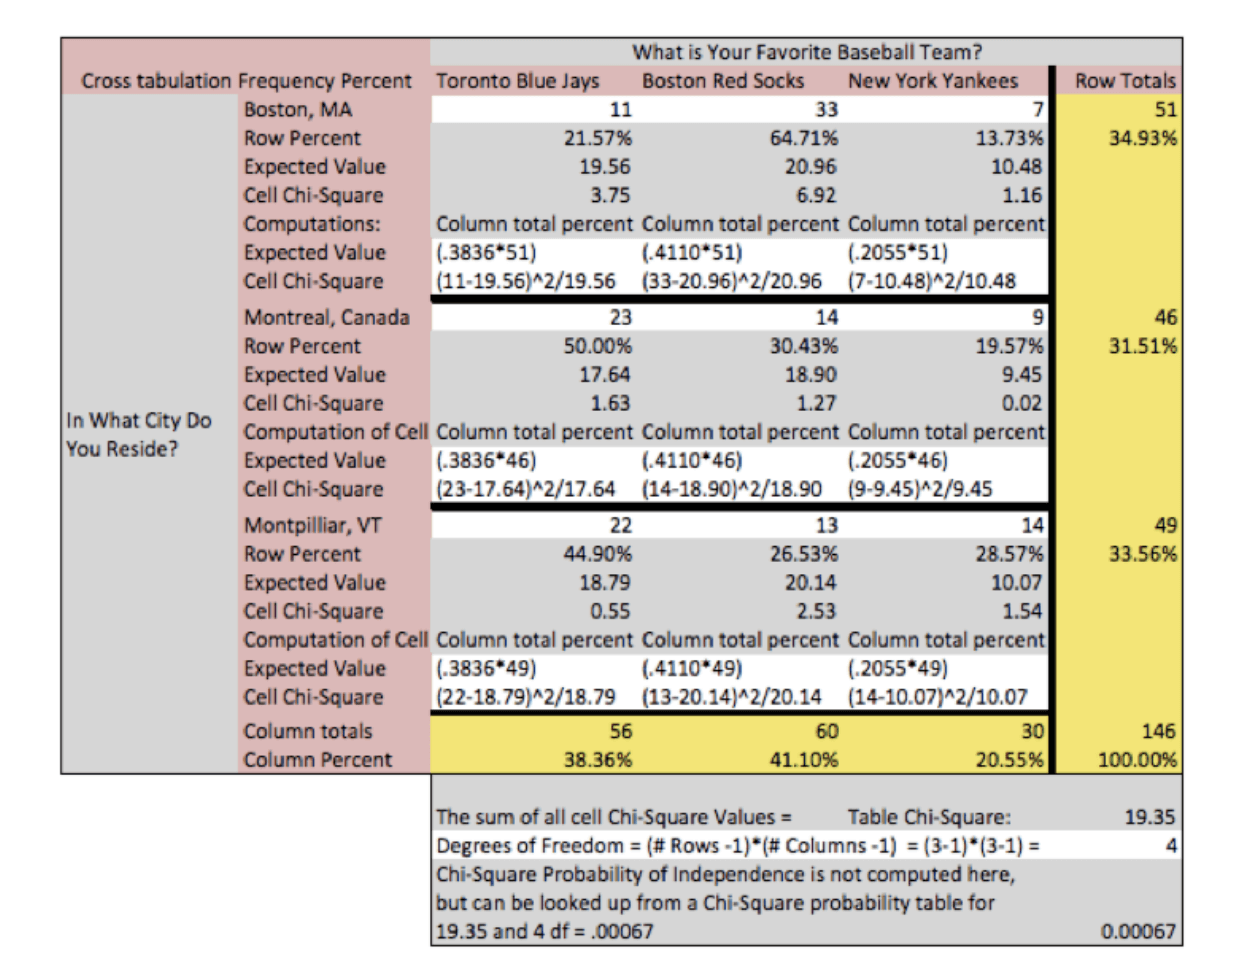 What is Your Favorite Baseball Team?
Cross tabulation Frequency Percent Toronto Blue Jays Boston Red Socks New York Yankees Row Totals
Boston, MA 11 33 7 51
Row Percent 21.57% 64.71% 13.73% 34.93%
Expected Value 19.56 20.96 10.48
Cell Chi-Square 3.75 6.92 1.16
Computations: Column total percent Column total percent Column total percent
Expected Value (.3836*51) (.4110*51) (.2055*51)
Cell Chi-Square (11-19.56)^2/19.56 (33-20.96)^2/20.96 (7-10.48)^2/10.48
Montreal, Canada 23 14 9 46
Row Percent 50.00% 30.43% 19.57% 31.51%
Expected Value 17.64 18.90 9.45
Cell Chi-Square 1.63 1.27 0.02
In What City Do
You Reside?
Computation of Cell Column total percent Column total percent Column total percent
Expected Value (.3836*46) (.4110*46) (.2055*46)
Cell Chi-Square (23-17.64)^2/17.64 (14-18.90)^2/18.90 (9-9.45)^2/9.45
Montpilliar, VT 22 13 14 49
Row Percent 44.90% 26.53% 28.57% 33.56%
Expected Value 18.79 20.14 10.07
Cell Chi-Square 0.55 2.53 1.54
Computation of Cell Column total percent Column total percent Column total percent
Expected Value (.3836*49) (.4110*49) (.2055*49)
Cell Chi-Square (22-18.79)^2/18.79 (13-20.14)^2/20.14 (14-10.07)^2/10.07
Column totals 56 60 30 146
Column Percent 38.36% 41.10% 20.55% 100.00%
The sum of all cell Chi-Square Values = Table Chi-Square: 19.35
Degrees of Freedom = (# Rows -1)*(# Columns -1) = (3-1)*(3-1) = 4
Chi-Square Probability of Independence is not computed here,
but can be looked up from a Chi-Square probability table for
19.35 and 4 df = .00067 0.00067